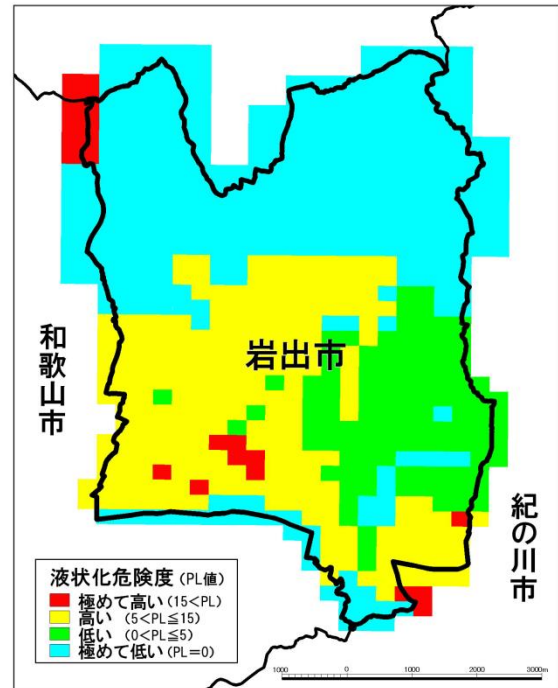 和歌山市
岩出市
紀の川市
液状化危険度(PL値)
極めて高い(15<PL)
高い (5<PL≦15)
低い (0<PL≦5)
極めて低い(PL=0)
1000 0 1000 2000 3000m